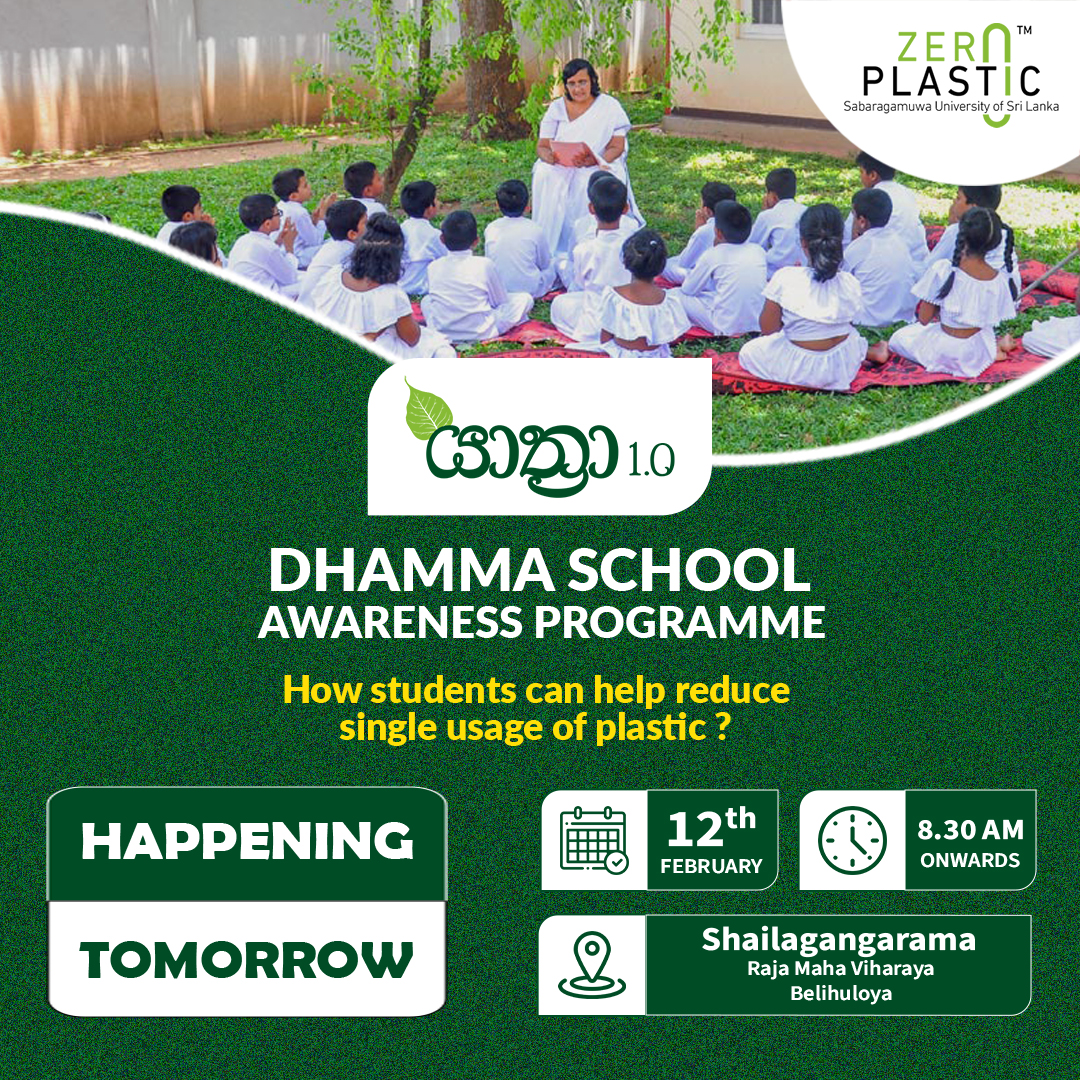 ZERO™
PLASTIC
Sabaragamuwa University of Sri Lanka
යාත්‍රා 1.0
DHAMMA SCHOOL
AWARENESS PROGRAMME
How students can help reduce
single usage of plastic ?
HAPPENING
TOMORROW
12th
FEBRUARY
8.30 AM
ONWARDS
Shailagangarama
Raja Maha Viharaya
Belihuloya